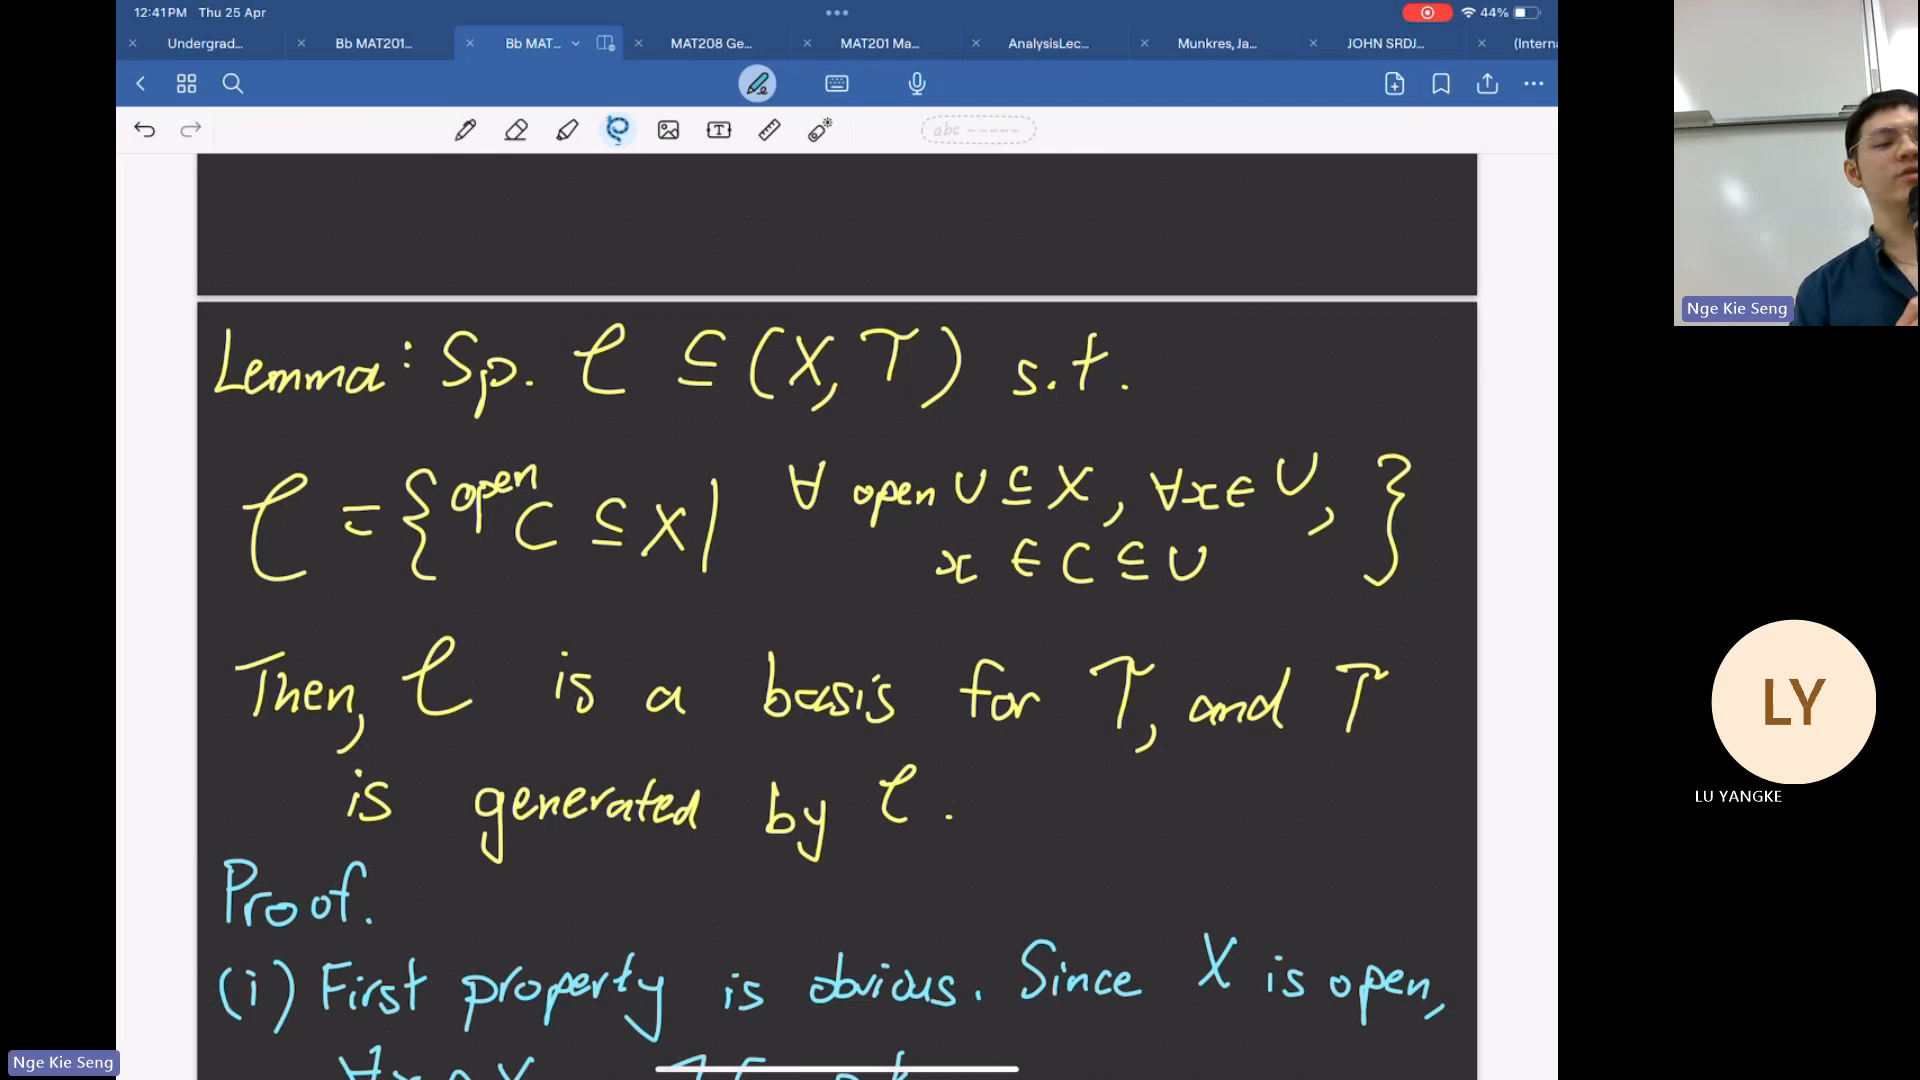 12:41PM Thu 25 Apr
44%
Undergrad...
Bb MAT201...
Bb MAT...
MAT208 Ge...
MAT201 Ma...
AnalysisLec...
Munkres, Ja...
JOHN SRDJ...
(Intern
abc
Lemma: Sp. C ⊆ (X, T) s.t.
C = { open C ⊆ X | ∀ open U ⊆ X, ∀x ∈ U, x ∈ C ⊆ U }
Then, C is a basis for T, and T
is generated by C.
Proof.
(i) First property is obvious. Since X is open,
Nge Kie Seng
LY
LU YANGKE
Nge Kie Seng